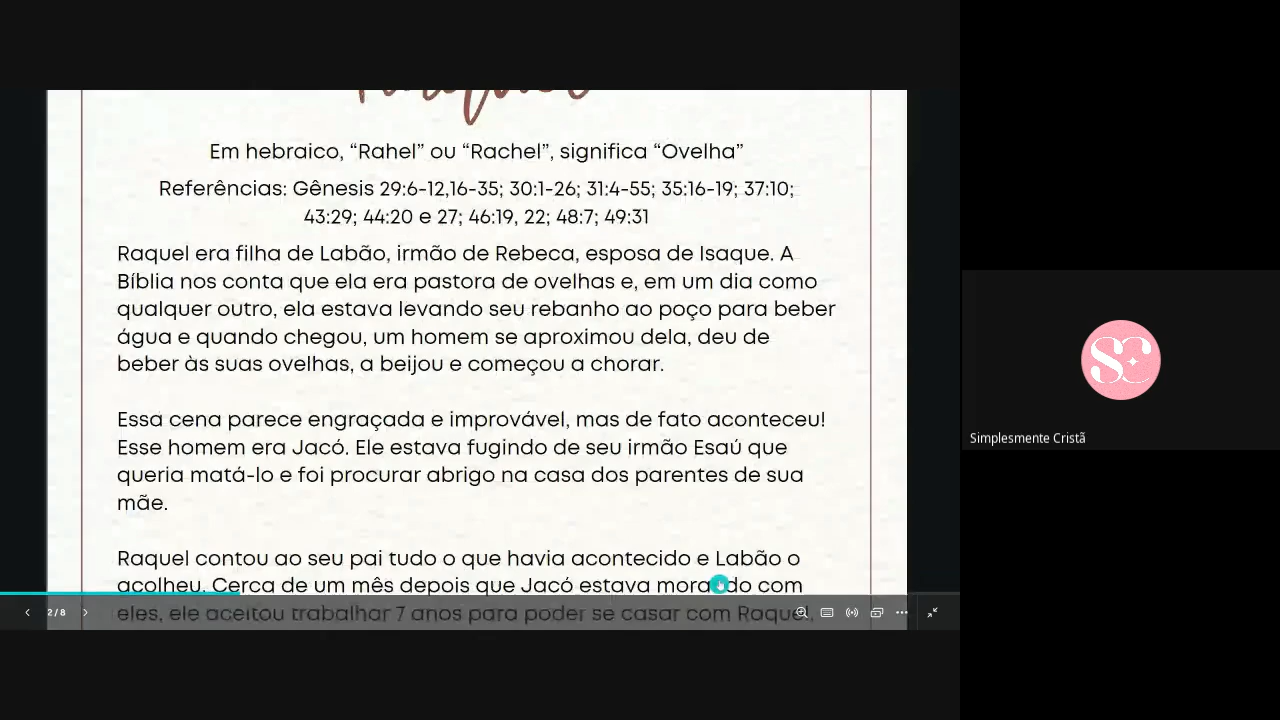 Em hebraico, “Rahel” ou “Rachel”, significa “Ovelha”
Referências: Gênesis 29:6-12,16-35; 30:1-26; 31:4-55; 35:16-19; 37:10;
43:29; 44:20 e 27; 46:19, 22; 48:7; 49:31
Raquel era filha de Labão, irmão de Rebeca, esposa de Isaque. A
Bíblia nos conta que ela era pastora de ovelhas e, em um dia como
qualquer outro, ela estava levando seu rebanho ao poço para beber
água e quando chegou, um homem se aproximou dela, deu de
beber às suas ovelhas, a beijou e começou a chorar.
Essa cena parece engraçada e improvável, mas de fato aconteceu!
Esse homem era Jacó. Ele estava fugindo de seu irmão Esaú que
queria matá-lo e foi procurar abrigo na casa dos parentes de sua
mãe.
Raquel contou ao seu pai tudo o que havia acontecido e Labão o
acolheu. Cerca de um mês depois que Jacó estava morando com
eles, ele aceitou trabalhar 7 anos para poder se casar com Raquel.
2/8
SC
Simplesmente Cristã